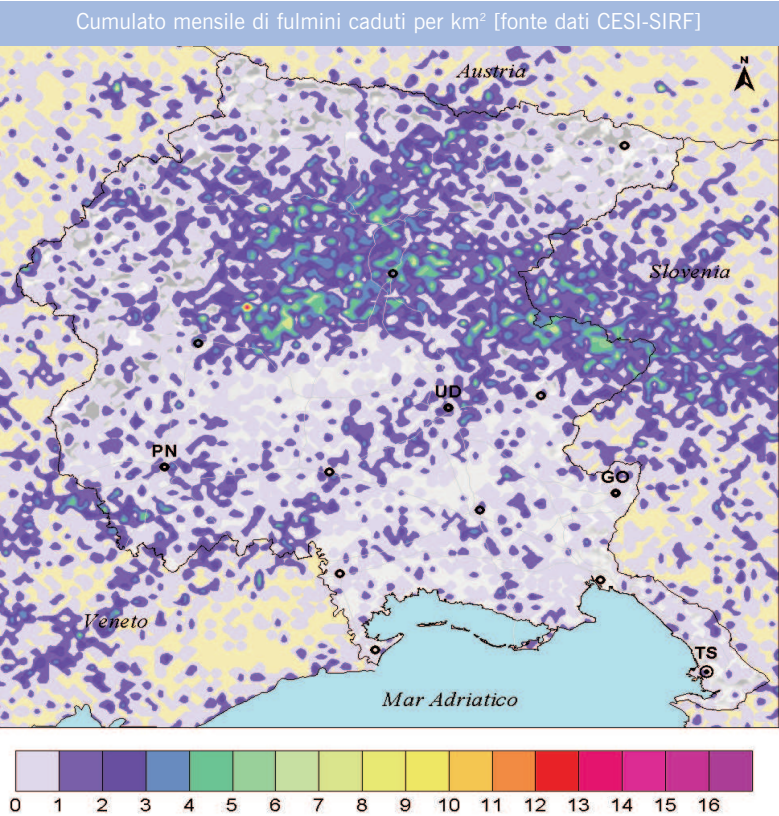 Cumulato mensile di fulmini caduti per km² [fonte dati CESI-SIRF]
N
Austria
Slovenia
UD
PN
GO
Veneto
TS
Mar Adriatico
0 1 2 3 4 5 6 7 8 9 10 11 12 13 14 15 16